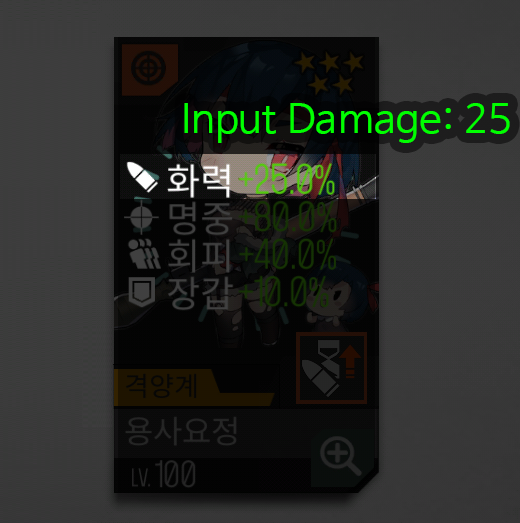 Input Damage: 25
화력 +25.0%
명중 +80.0%
회피 +40.0%
장갑 +10.0%
격양계
용사요정
LV. 100